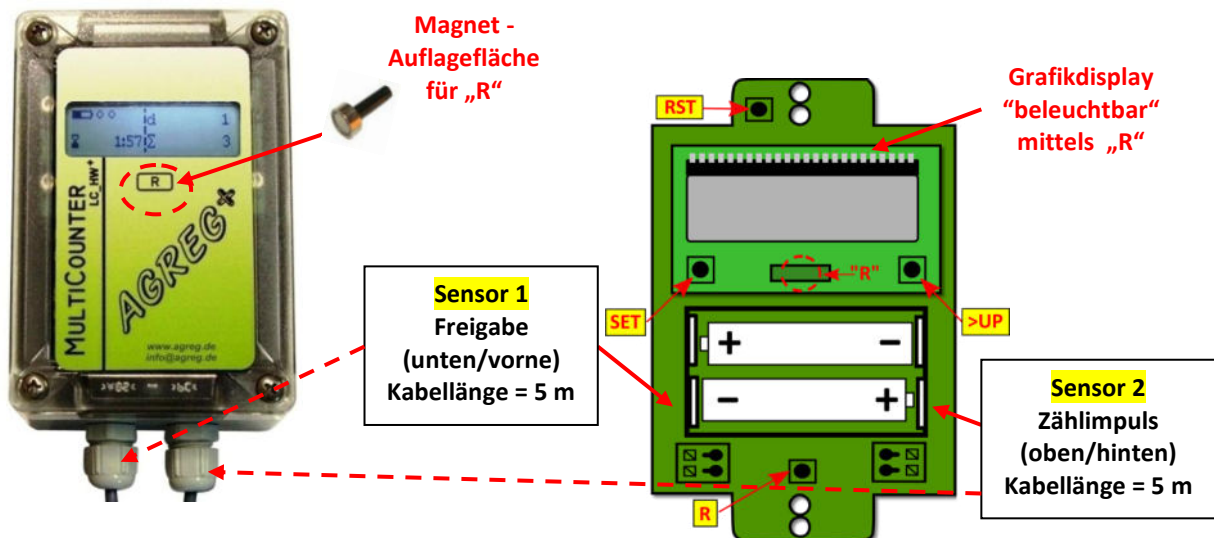 Magnet -
Auflagefläche
für „R“
MULTICOUNTER
LC_HW+
1
1:57
Σ
3
R
AGREGX
www.agreg.de
info@agreg.de
Sensor 1
Freigabe
(unten/vorne)
Kabellänge = 5 m
RST
Grafikdisplay
“beleuchtbar“
mittels „R“
"R"
SET
>UP
+ −
− +
R
Sensor 2
Zählimpuls
(oben/hinten)
Kabellänge = 5 m